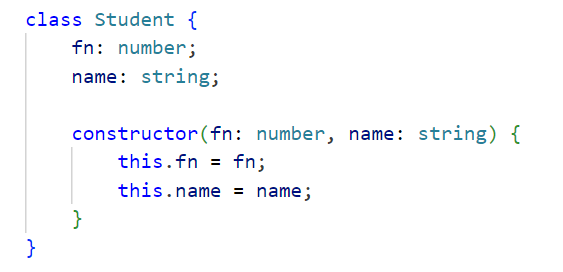 class Student {
    fn: number;
    name: string;

    constructor(fn: number, name: string) {
        this.fn = fn;
        this.name = name;
    }
}